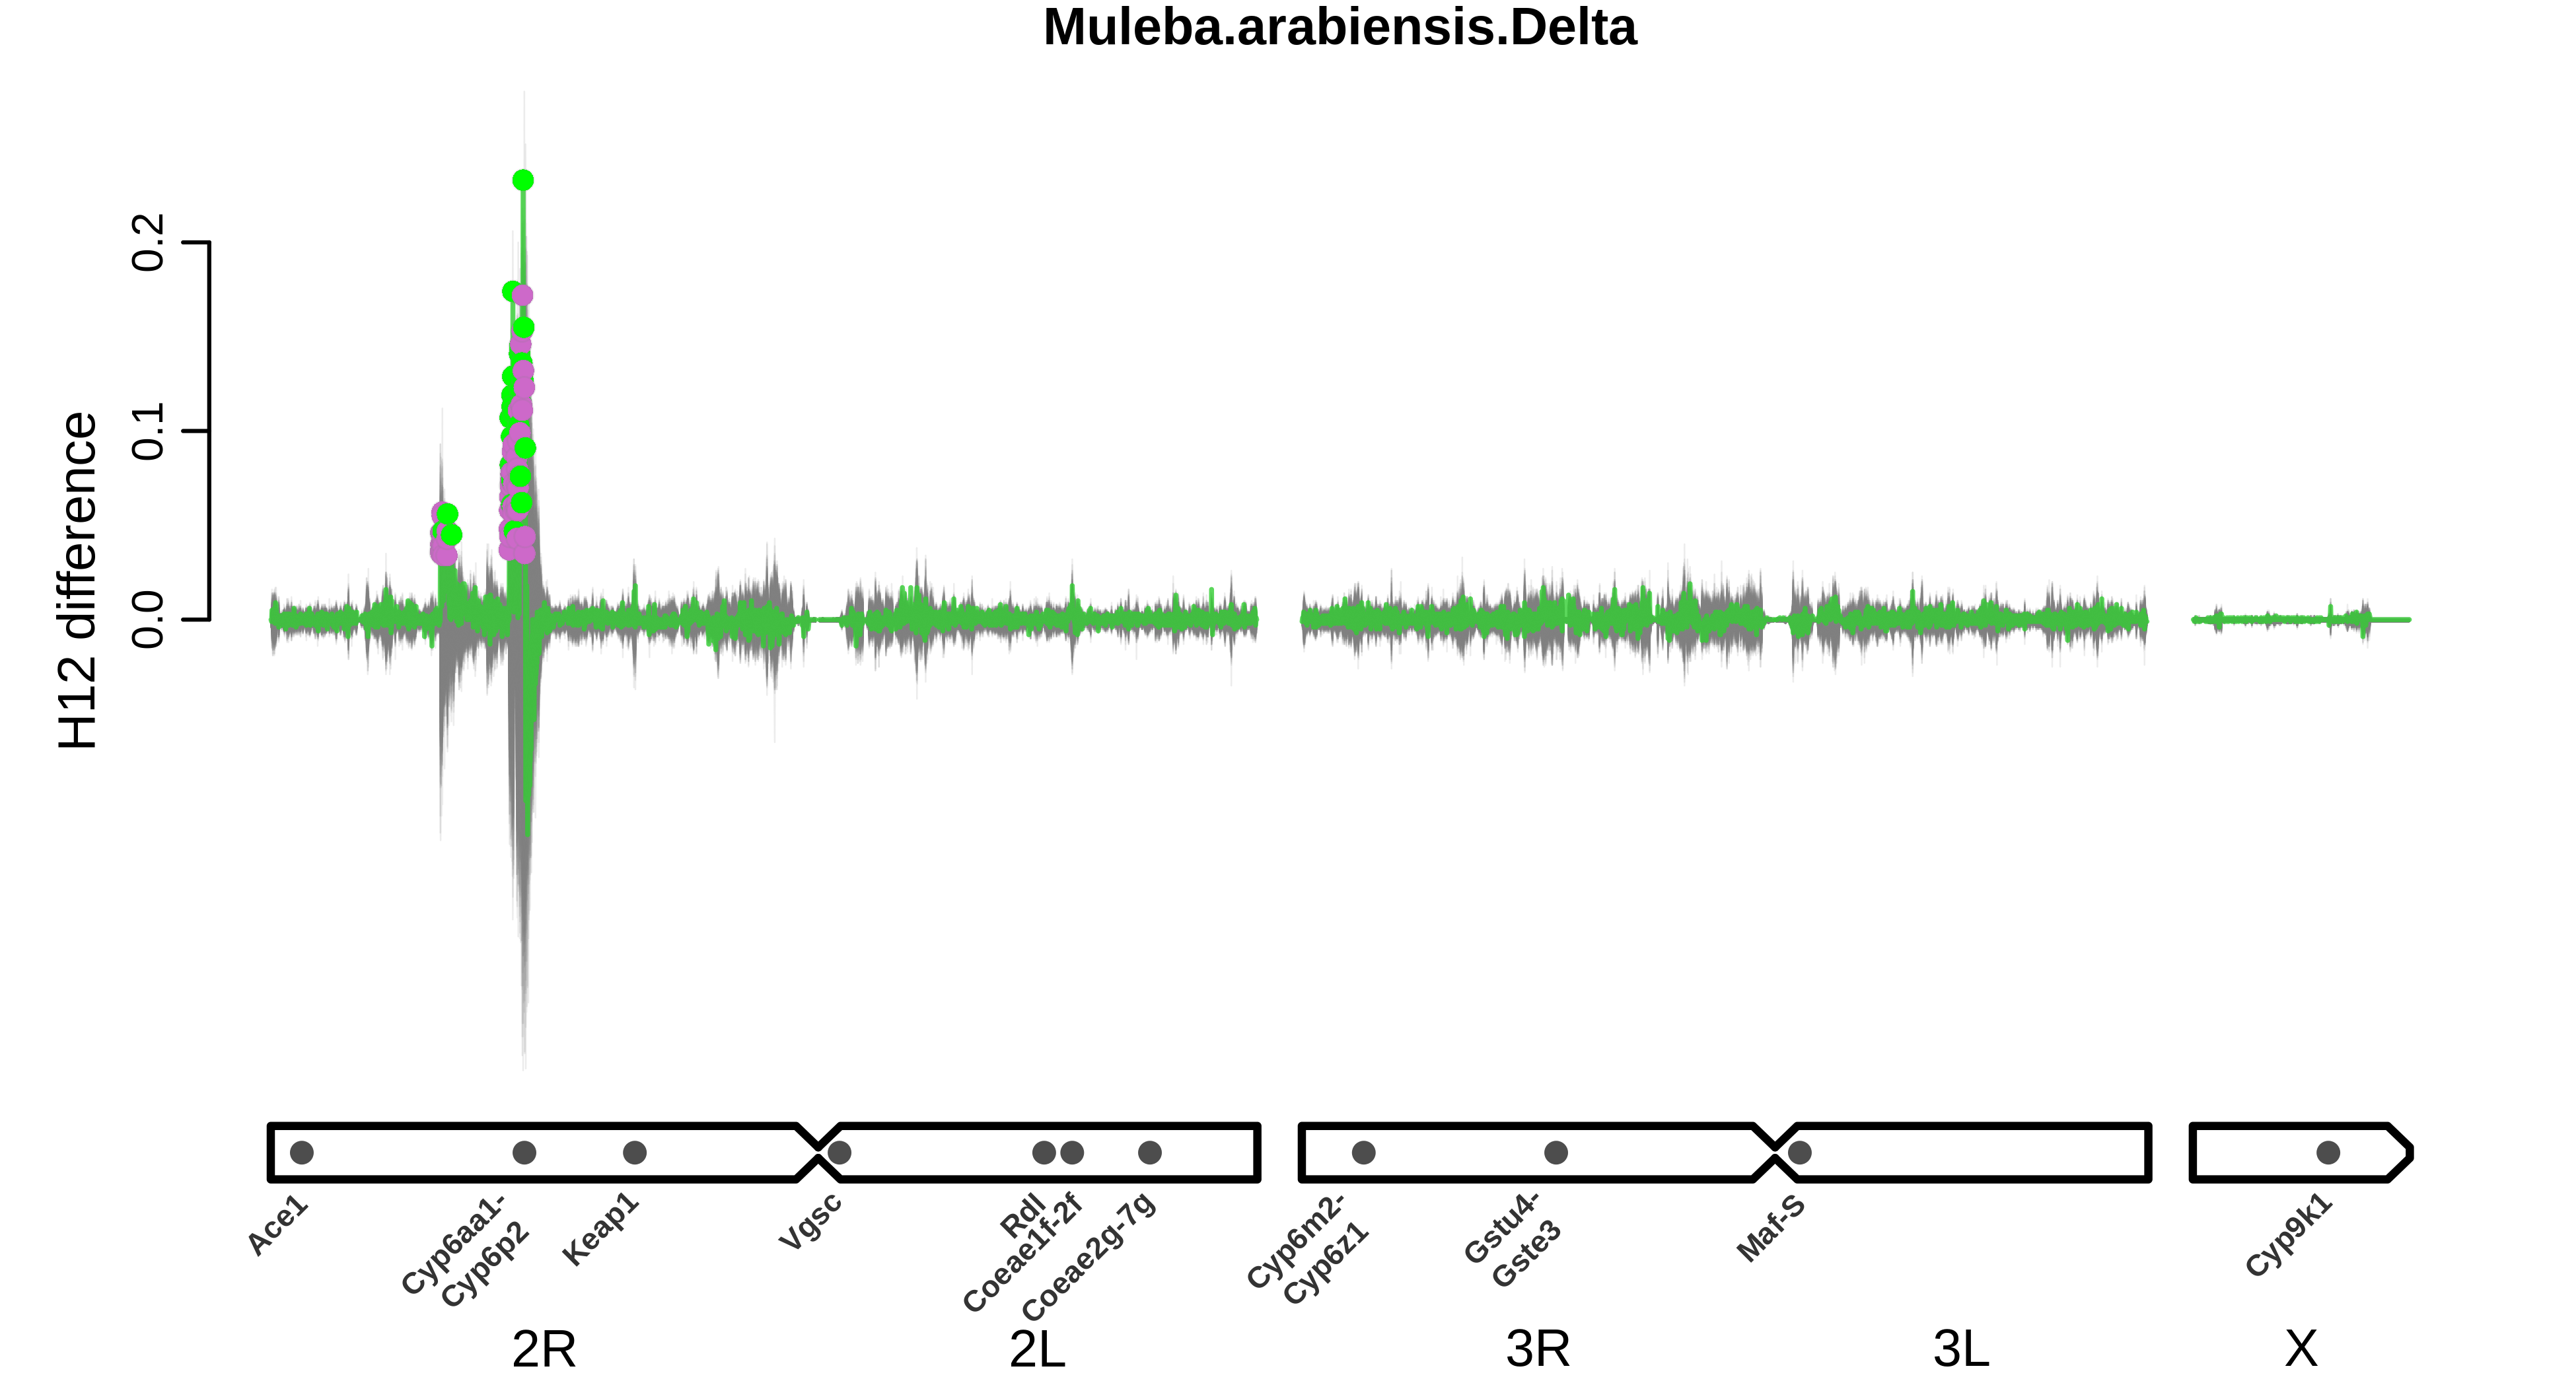 Muleba.arabiensis.Delta
H12 difference
0.2
0.1
0.0
Ace1
Cyp6aa1-
Cyp6p2
Keap1
Vgsc
Rdl
Coeae1f-2f
Coeae2g-7g
Cyp6m2-
Cyp6z1
Gstu4-
Gste3
Maf-S
Cyp9k1
2R
2L
3R
3L
X